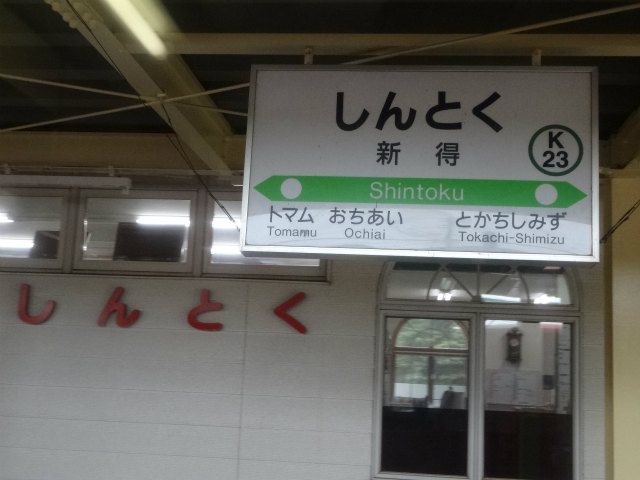 しんとく
新得
K
23
Shintoku
トマム おちあい とかちしみず
Tomamu Ochiai Tokachi-Shimizu
しんとく